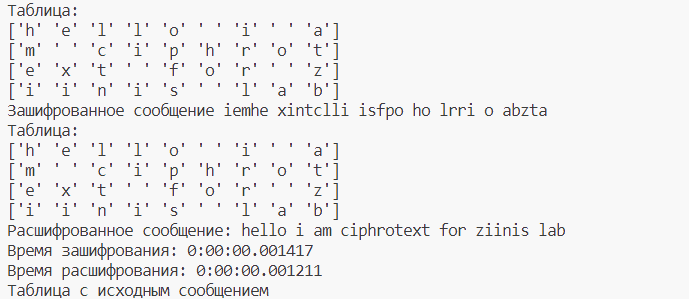 Таблица:
['h' 'e' 'l' 'l' 'o' ' ' 'i' ' ' 'a']
['m' ' ' 'c' 'i' 'p' 'h' 'r' 'o' 't']
['e' 'x' 't' ' ' 'f' 'o' 'r' ' ' 'z']
['i' 'i' 'n' 'i' 's' ' ' 'l' 'a' 'b']
Зашифрованное сообщение iemhe xintclli isfpo ho lrri o abzta
Таблица:
['h' 'e' 'l' 'l' 'o' ' ' 'i' ' ' 'a']
['m' ' ' 'c' 'i' 'p' 'h' 'r' 'o' 't']
['e' 'x' 't' ' ' 'f' 'o' 'r' ' ' 'z']
['i' 'i' 'n' 'i' 's' ' ' 'l' 'a' 'b']
Расшифрованное сообщение: hello i am ciphrotext for ziinis lab
Время зашифрования: 0:00:00.001417
Время расшифрования: 0:00:00.001211
Таблица с исходным сообщением